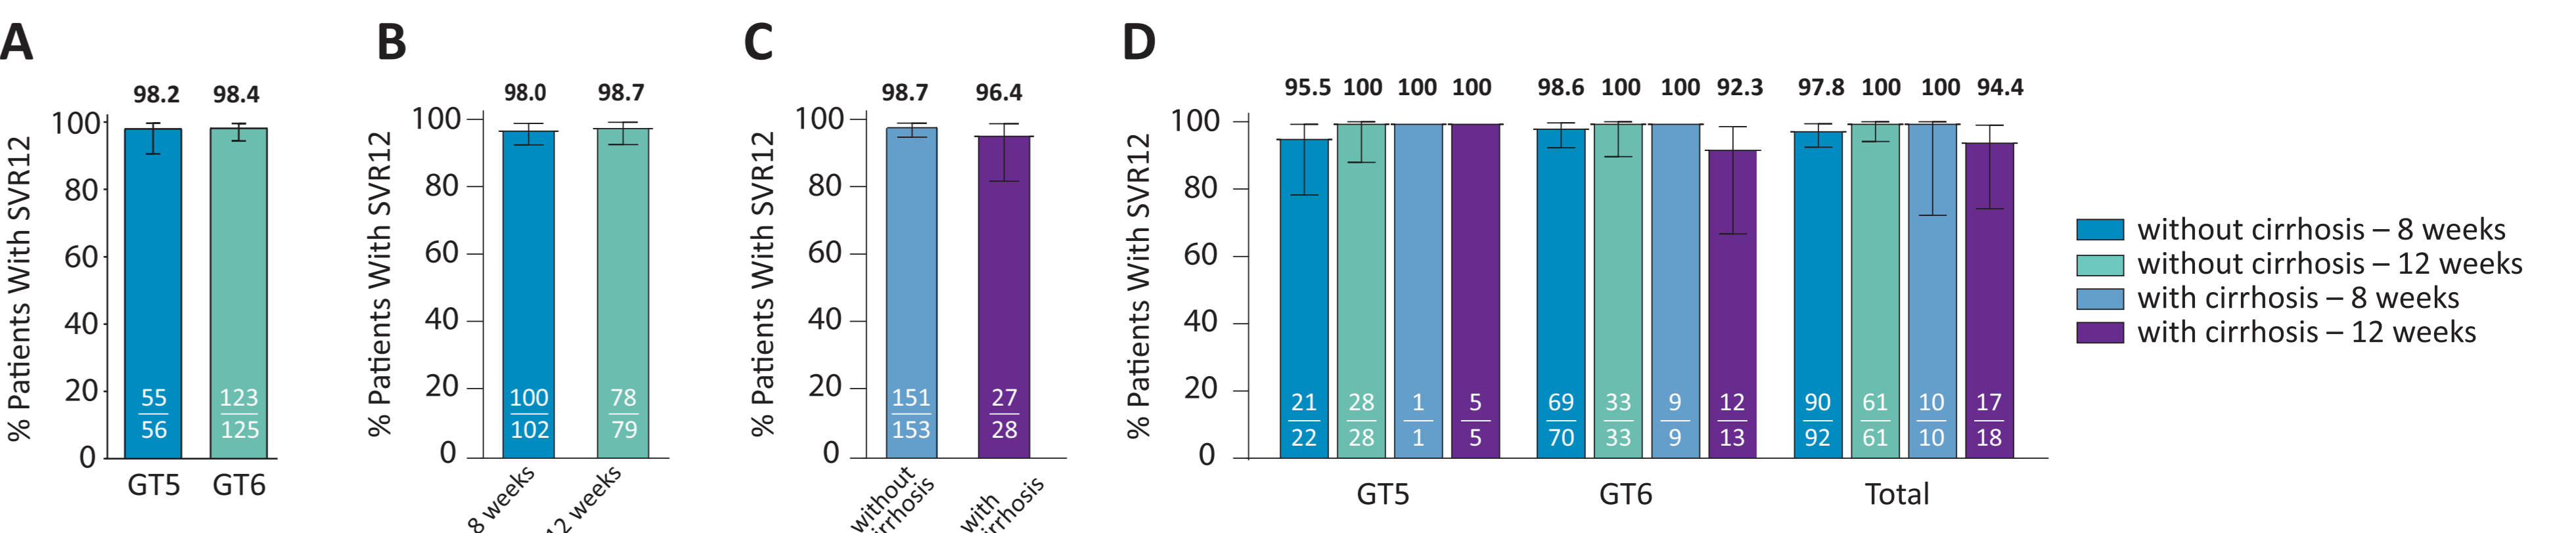 A
98.2 98.4
% Patients With SVR12
100
80
60
40
20
0
55
56
123
125
GT5 GT6
B
98.0 98.7
% Patients With SVR12
100
80
60
40
20
0
100
102
78
79
8 weeks
12 weeks
C
98.7 96.4
% Patients With SVR12
100
80
60
40
20
0
151
153
27
28
without
irrhosis
with
irrhosis
D
95.5 100 100 100 98.6 100 100 92.3 97.8 100 100 94.4
% Patients With SVR12
100
80
60
40
20
0
21 28 1 5 69 33 9 12 90 61 10 17
22 28 1 5 70 33 9 13 92 61 10 18
GT5 GT6 Total
without cirrhosis – 8 weeks
without cirrhosis – 12 weeks
with cirrhosis – 8 weeks
with cirrhosis – 12 weeks